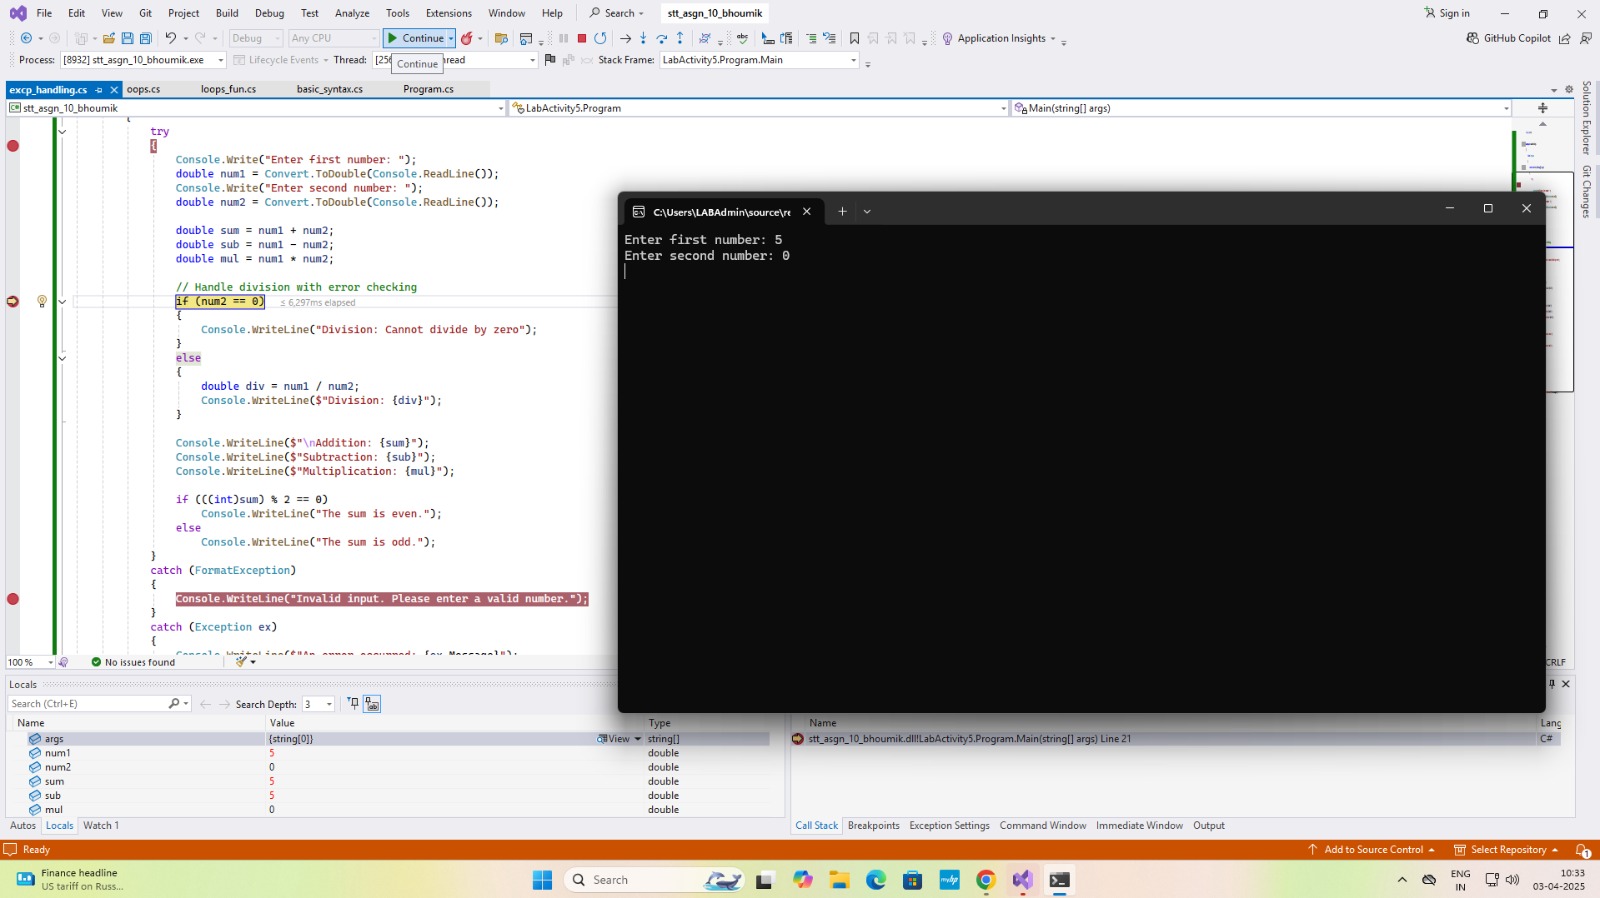 File Edit View Git Project Build Debug Test Analyze Tools Extensions Window Help Search stt_asgn_10_bhoumik Sign in
Debug Any CPU Continue Application Insights GitHub Copilot
Process: [8932] stt_asgn_10_bhoumik.exe Lifecycle Events Thread: Stack Frame: LabActivity5.Program.Main
Continue
excp_handling.cs oops.cs loops_fun.cs basic_syntax.cs Program.cs
stt_asgn_10_bhoumik LabActivity5.Program Main(string[] args)
try
{
Console.Write("Enter first number: ");
double num1 = Convert.ToDouble(Console.ReadLine());
Console.Write("Enter second number: ");
double num2 = Convert.ToDouble(Console.ReadLine());
double sum = num1 + num2;
double sub = num1 - num2;
double mul = num1 * num2;
// Handle division with error checking
if (num2 == 0) ≤ 6,297ms elapsed
{
Console.WriteLine("Division: Cannot divide by zero");
}
else
{
double div = num1 / num2;
Console.WriteLine($"Division: {div}");
}
Console.WriteLine($"\nAddition: {sum}");
Console.WriteLine($"Subtraction: {sub}");
Console.WriteLine($"Multiplication: {mul}");
if (((int)sum) % 2 == 0)
Console.WriteLine("The sum is even.");
else
Console.WriteLine("The sum is odd.");
}
catch (FormatException)
{
Console.WriteLine("Invalid input. Please enter a valid number.");
}
catch (Exception ex)
{
Console.WriteLine($"An error occurred: {ex.Message}");
C:\Users\LABAdmin\source\re
Enter first number: 5
Enter second number: 0
Solution Explorer
Git Changes
100 % No issues found CRLF
Locals
Search (Ctrl+E) Search Depth: 3
Name Value Type
args {string[0]} View string[]
num1 5 double
num2 0 double
sum 5 double
sub 5 double
mul 0 double
Autos Locals Watch 1
Name Lang
stt_asgn_10_bhoumik.dll!LabActivity5.Program.Main(string[] args) Line 21 C#
Call Stack Breakpoints Exception Settings Command Window Immediate Window Output
Ready Add to Source Control Select Repository 1
Finance headline
US tariff on Russ...
Search
myhp
ENG
IN
10:33
03-04-2025